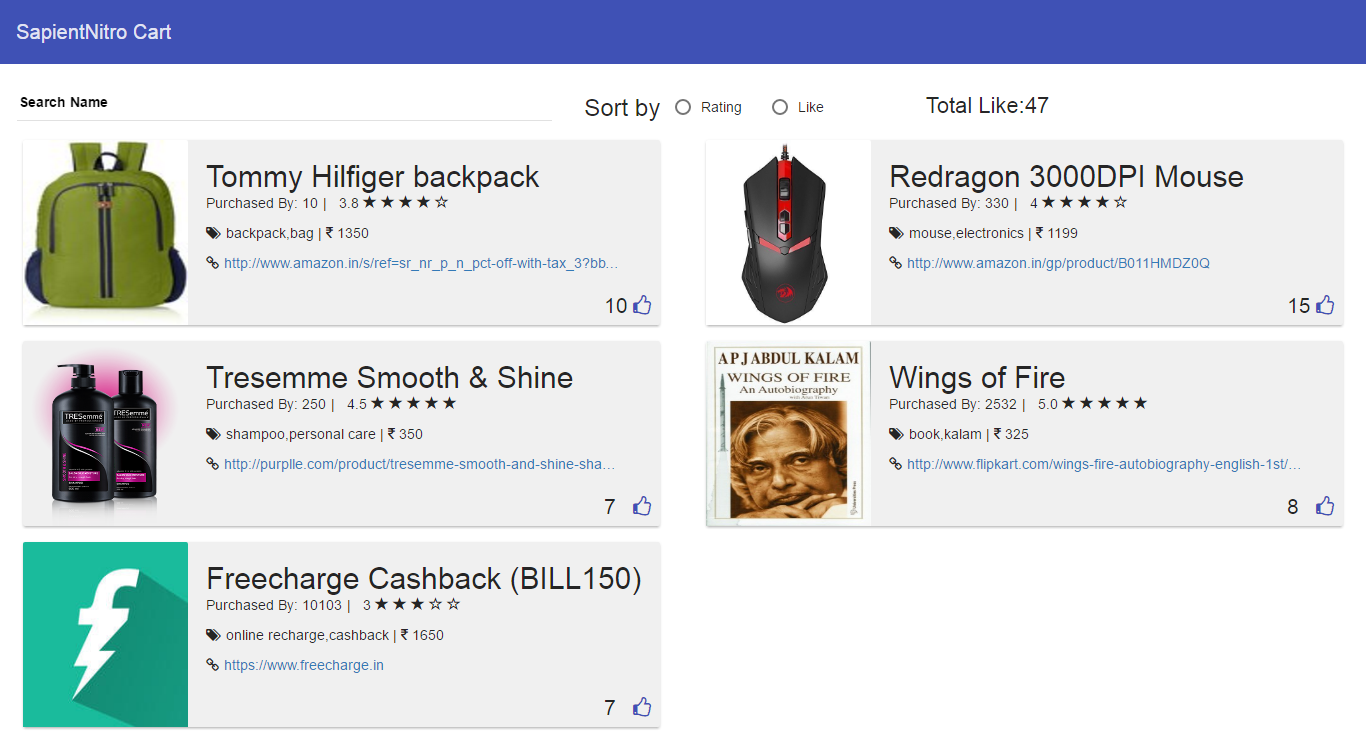 SapientNitro Cart
Search Name
Sort by Rating Like
Total Like:47
Tommy Hilfiger backpack
Purchased By: 10 | 3.8 ★ ★ ★ ★ ☆
backpack,bag | ₹ 1350
http://www.amazon.in/s/ref=sr_nr_p_n_pct-off-with-tax_3?bb…
10
Redragon 3000DPI Mouse
Purchased By: 330 | 4 ★ ★ ★ ★ ☆
mouse,electronics | ₹ 1199
http://www.amazon.in/gp/product/B011HMDZ0Q
15
TRESemmé
TRESemmé
Tresemme Smooth & Shine
Purchased By: 250 | 4.5 ★ ★ ★ ★ ★
shampoo,personal care | ₹ 350
http://purplle.com/product/tresemme-smooth-and-shine-sha…
7
A P J ABDUL KALAM
WINGS OF FIRE
An Autobiography
Wings of Fire
Purchased By: 2532 | 5.0 ★ ★ ★ ★ ★
book,kalam | ₹ 325
http://www.flipkart.com/wings-fire-autobiography-english-1st/…
8
Freecharge Cashback (BILL150)
Purchased By: 10103 | 3 ★ ★ ★ ☆ ☆
online recharge,cashback | ₹ 1650
https://www.freecharge.in
7